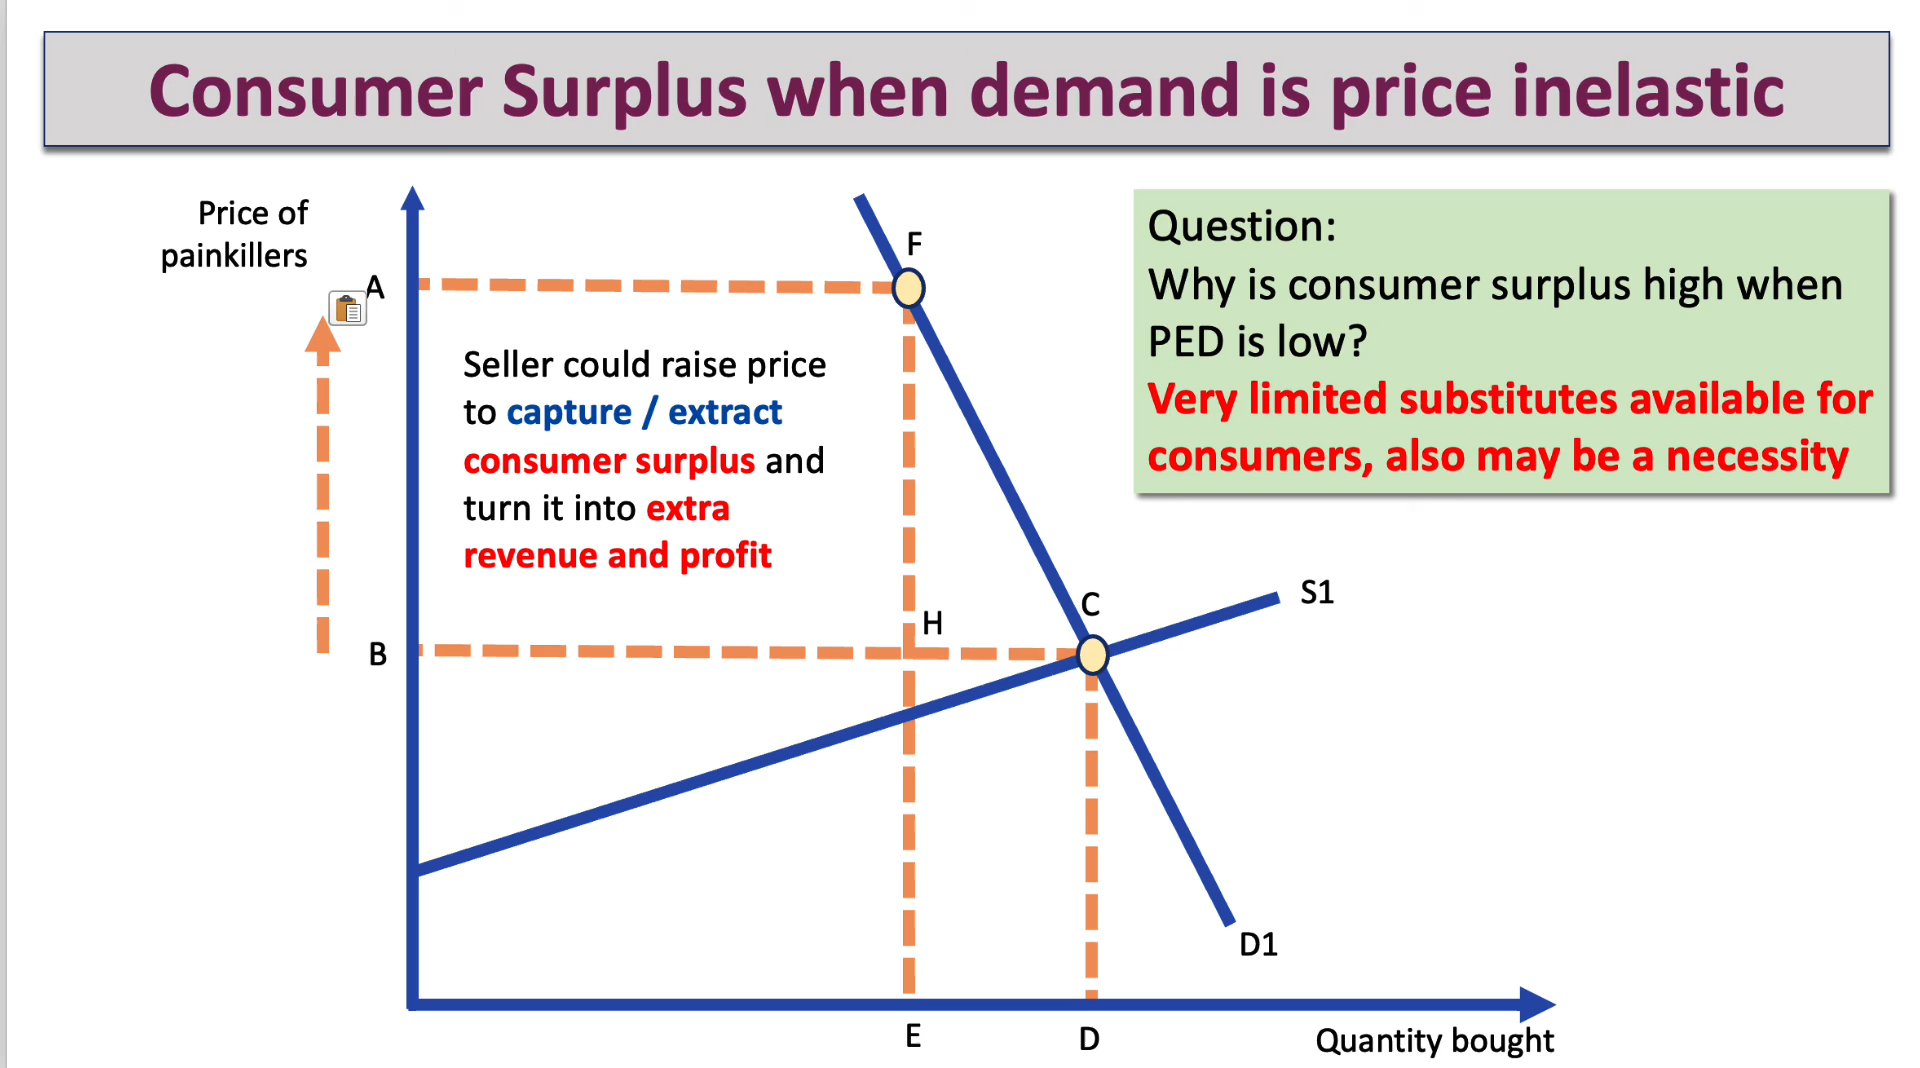 Consumer Surplus when demand is price inelastic
Price of
painkillers
A
F
Seller could raise price
to capture / extract
consumer surplus and
turn it into extra
revenue and profit
Question:
Why is consumer surplus high when
PED is low?
Very limited substitutes available for
consumers, also may be a necessity
S1
C
H
B
D1
E
D
Quantity bought